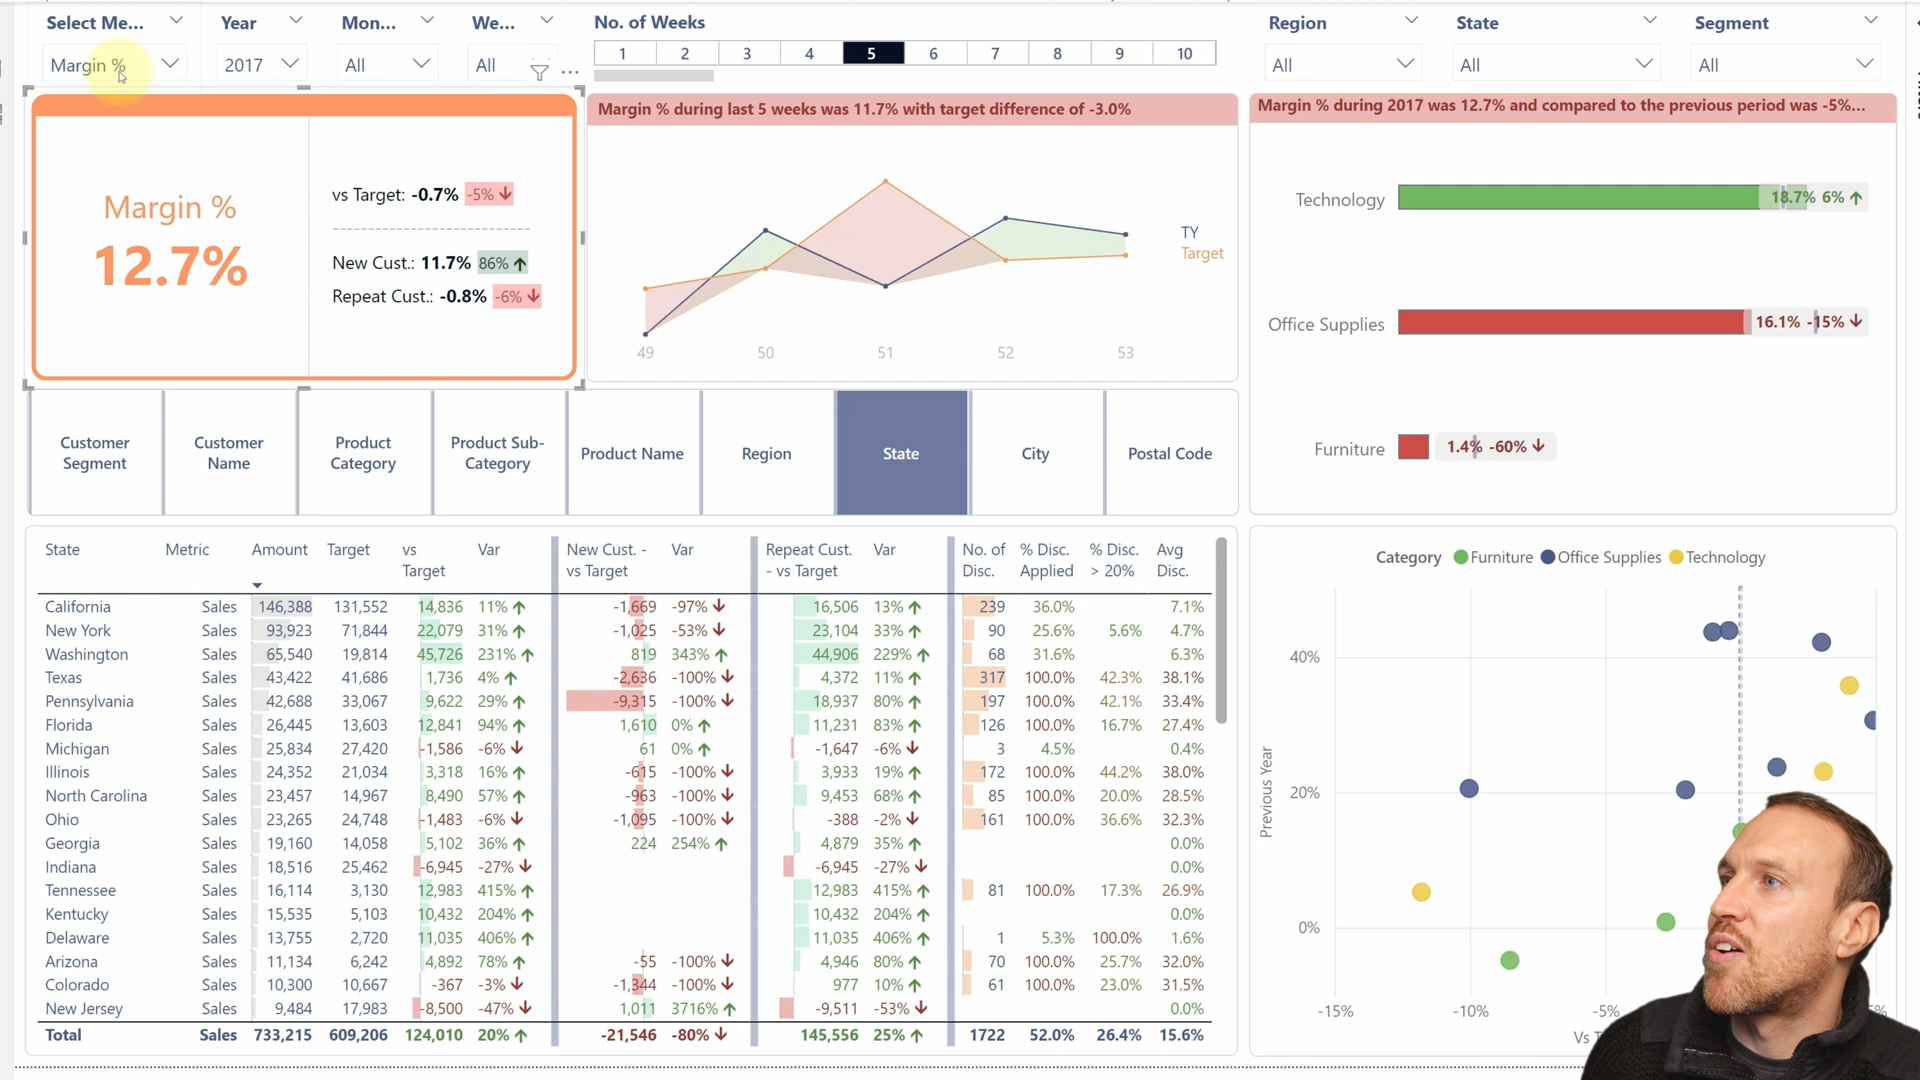 Select Me...
Year
Mon...
We...
No. of Weeks
Region
State
Segment
Margin %
2017
All
All
1 2 3 4 5 6 7 8 9 10
All
All
All
Margin %
12.7%
vs Target: -0.7% -5%
New Cust.: 11.7% 86%
Repeat Cust.: -0.8% -6%
Margin % during last 5 weeks was 11.7% with target difference of -3.0%
TY
Target
49 50 51 52 53
Margin % during 2017 was 12.7% and compared to the previous period was -5%...
Technology 18.7% 6%
Office Supplies 16.1% -15%
Furniture 1.4% -60%
Customer Segment
Customer Name
Product Category
Product Sub-Category
Product Name
Region
State
City
Postal Code
State Metric Amount Target vs Target Var New Cust. - vs Target Var Repeat Cust. - vs Target Var No. of Disc. % Disc. Applied % Disc. > 20% Avg Disc.
California Sales 146,388 131,552 14,836 11% -1,669 -97% 16,506 13% 239 36.0% 7.1%
New York Sales 93,923 71,844 22,079 31% -1,025 -53% 23,104 33% 90 25.6% 5.6% 4.7%
Washington Sales 65,540 19,814 45,726 231% 819 343% 44,906 229% 68 31.6% 6.3%
Texas Sales 43,422 41,686 1,736 4% -2,636 -100% 4,372 11% 317 100.0% 42.3% 38.1%
Pennsylvania Sales 42,688 33,067 9,622 29% -9,315 -100% 18,937 80% 197 100.0% 42.1% 33.4%
Florida Sales 26,445 13,603 12,841 94% 1,610 0% 11,231 83% 126 100.0% 16.7% 27.4%
Michigan Sales 25,834 27,420 -1,586 -6% 61 0% -1,647 -6% 3 4.5% 0.4%
Illinois Sales 24,352 21,034 3,318 16% -615 -100% 3,933 19% 172 100.0% 44.2% 38.0%
North Carolina Sales 23,457 14,967 8,490 57% -963 -100% 9,453 68% 85 100.0% 20.0% 28.5%
Ohio Sales 23,265 24,748 -1,483 -6% -1,095 -100% -388 -2% 161 100.0% 36.6% 32.3%
Georgia Sales 19,160 14,058 5,102 36% 224 254% 4,879 35% 0.0%
Indiana Sales 18,516 25,462 -6,945 -27% -6,945 -27% 0.0%
Tennessee Sales 16,114 3,130 12,983 415% 12,983 415% 81 100.0% 17.3% 26.9%
Kentucky Sales 15,535 5,103 10,432 204% 10,432 204% 0.0%
Delaware Sales 13,755 2,720 11,035 406% 11,035 406% 1 5.3% 100.0% 1.6%
Arizona Sales 11,134 6,242 4,892 78% -55 -100% 4,946 80% 70 100.0% 25.7% 32.0%
Colorado Sales 10,300 10,667 -367 -3% -1,344 -100% 977 10% 61 100.0% 23.0% 31.5%
New Jersey Sales 9,484 17,983 -8,500 -47% 1,011 3716% -9,511 -53% 0.0%
Total Sales 733,215 609,206 124,010 20% -21,546 -80% 145,556 25% 1722 52.0% 26.4% 15.6%
Category Furniture Office Supplies Technology
Previous Year
40%
20%
0%
-15% -10% -5%
Vs